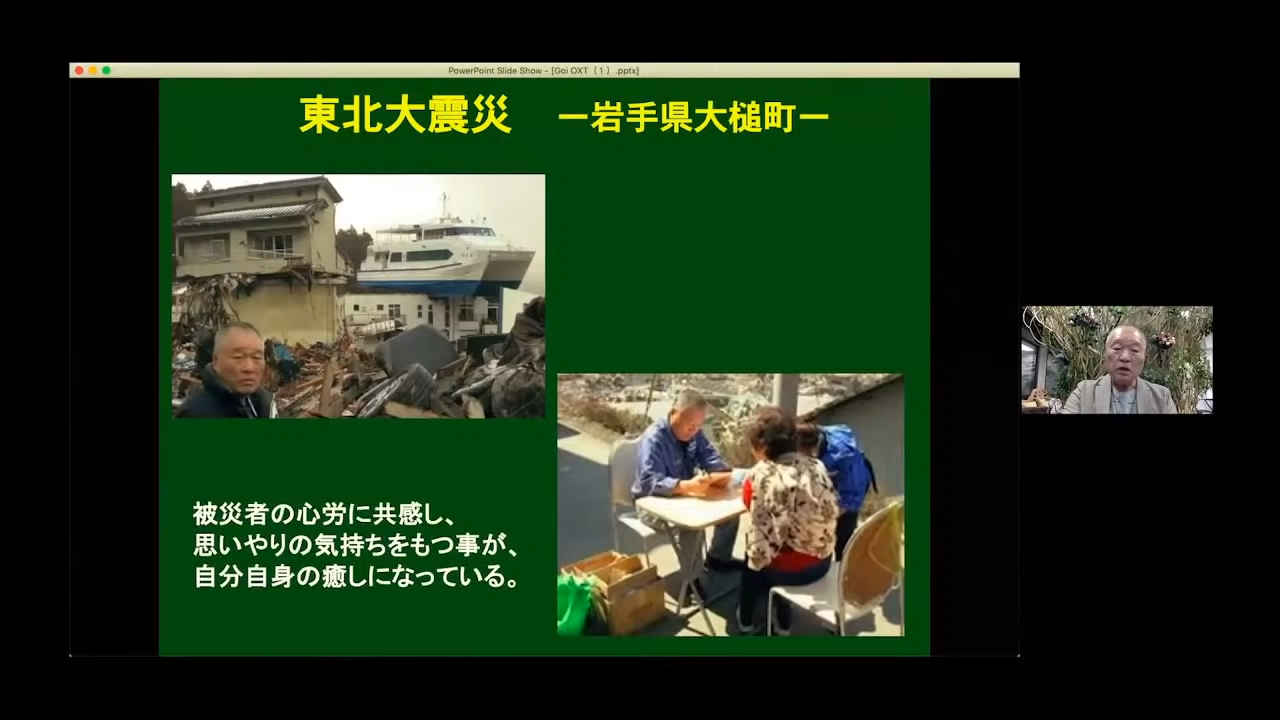 PowerPoint Slide Show - [Goi OXT（1）.pptx]
東北大震災 ー岩手県大槌町ー
被災者の心労に共感し、
思いやりの気持ちをもつ事が、
自分自身の癒しになっている。